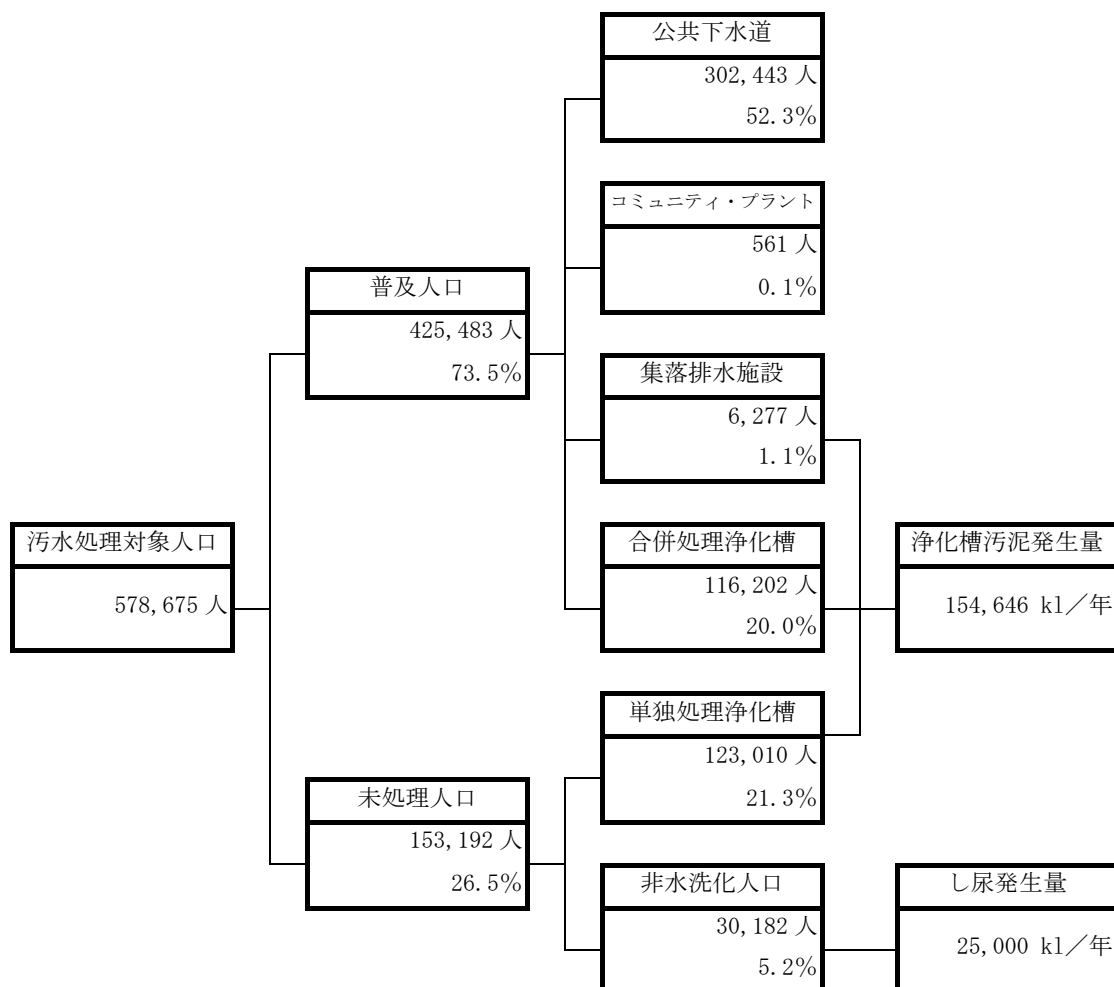 公共下水道
302,443 人
52.3%
コミュニティ・プラント
561 人
0.1%
普及人口
425,483 人
73.5%
集落排水施設
6,277 人
1.1%
汚水処理対象人口
578,675 人
合併処理浄化槽
116,202 人
20.0%
浄化槽汚泥発生量
154,646 kl/年
単独処理浄化槽
123,010 人
21.3%
未処理人口
153,192 人
26.5%
非水洗化人口
30,182 人
5.2%
し尿発生量
25,000 kl/年